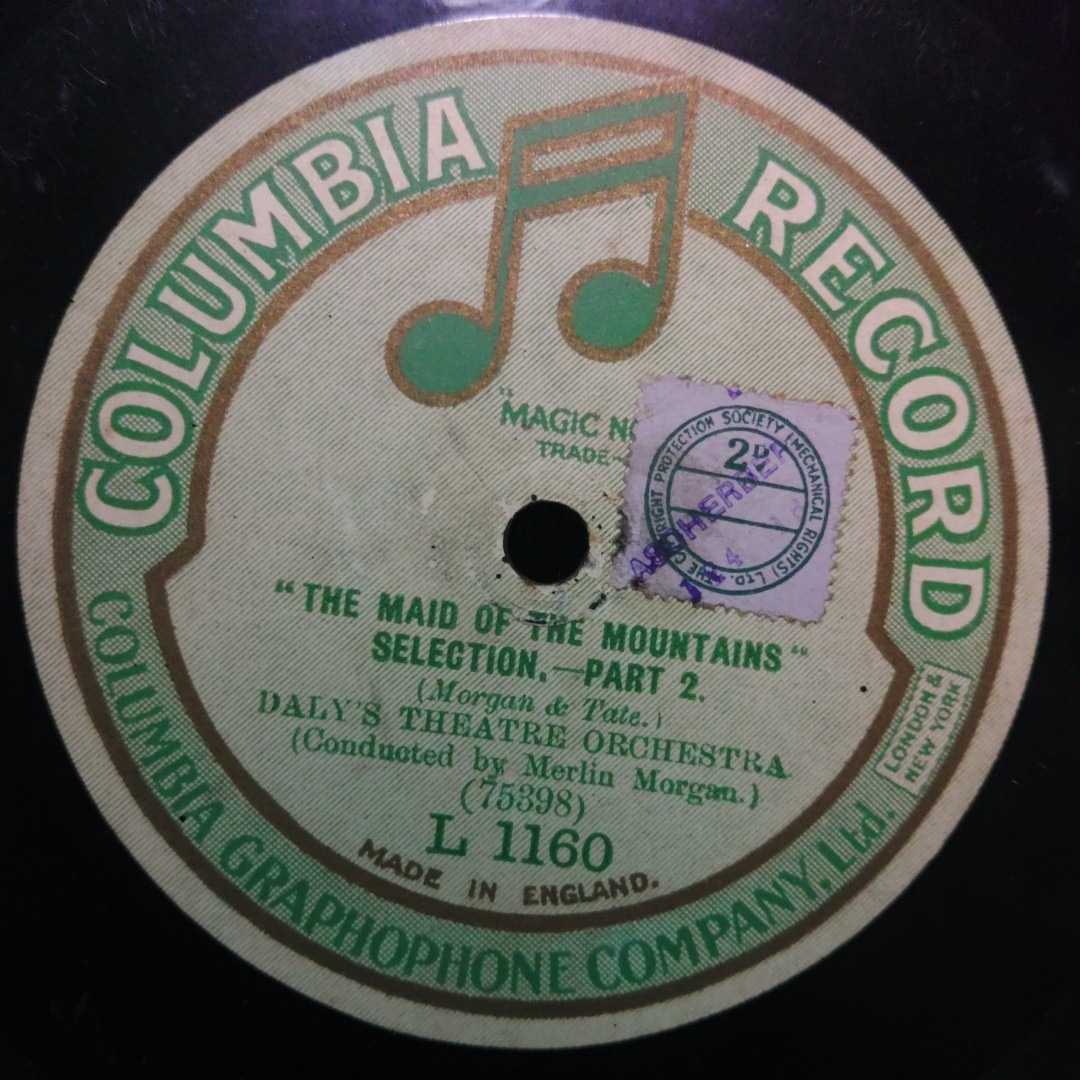 COLUMBIA RECORD
"MAGIC
TRADE-
THE COPYRIGHT PROTECTION SOCIETY (MECHANICAL RIGHTS) LTD.
2D
"THE MAID OF THE MOUNTAINS"
SELECTION.—PART 2.
(Morgan & Tate.)
DALY'S THEATRE ORCHESTRA.
(Conducted by Merlin Morgan.)
(75398)
L 1160
MADE IN ENGLAND.
COLUMBIA GRAPHOPHONE COMPANY, Ltd.
LONDON &
NEW YORK